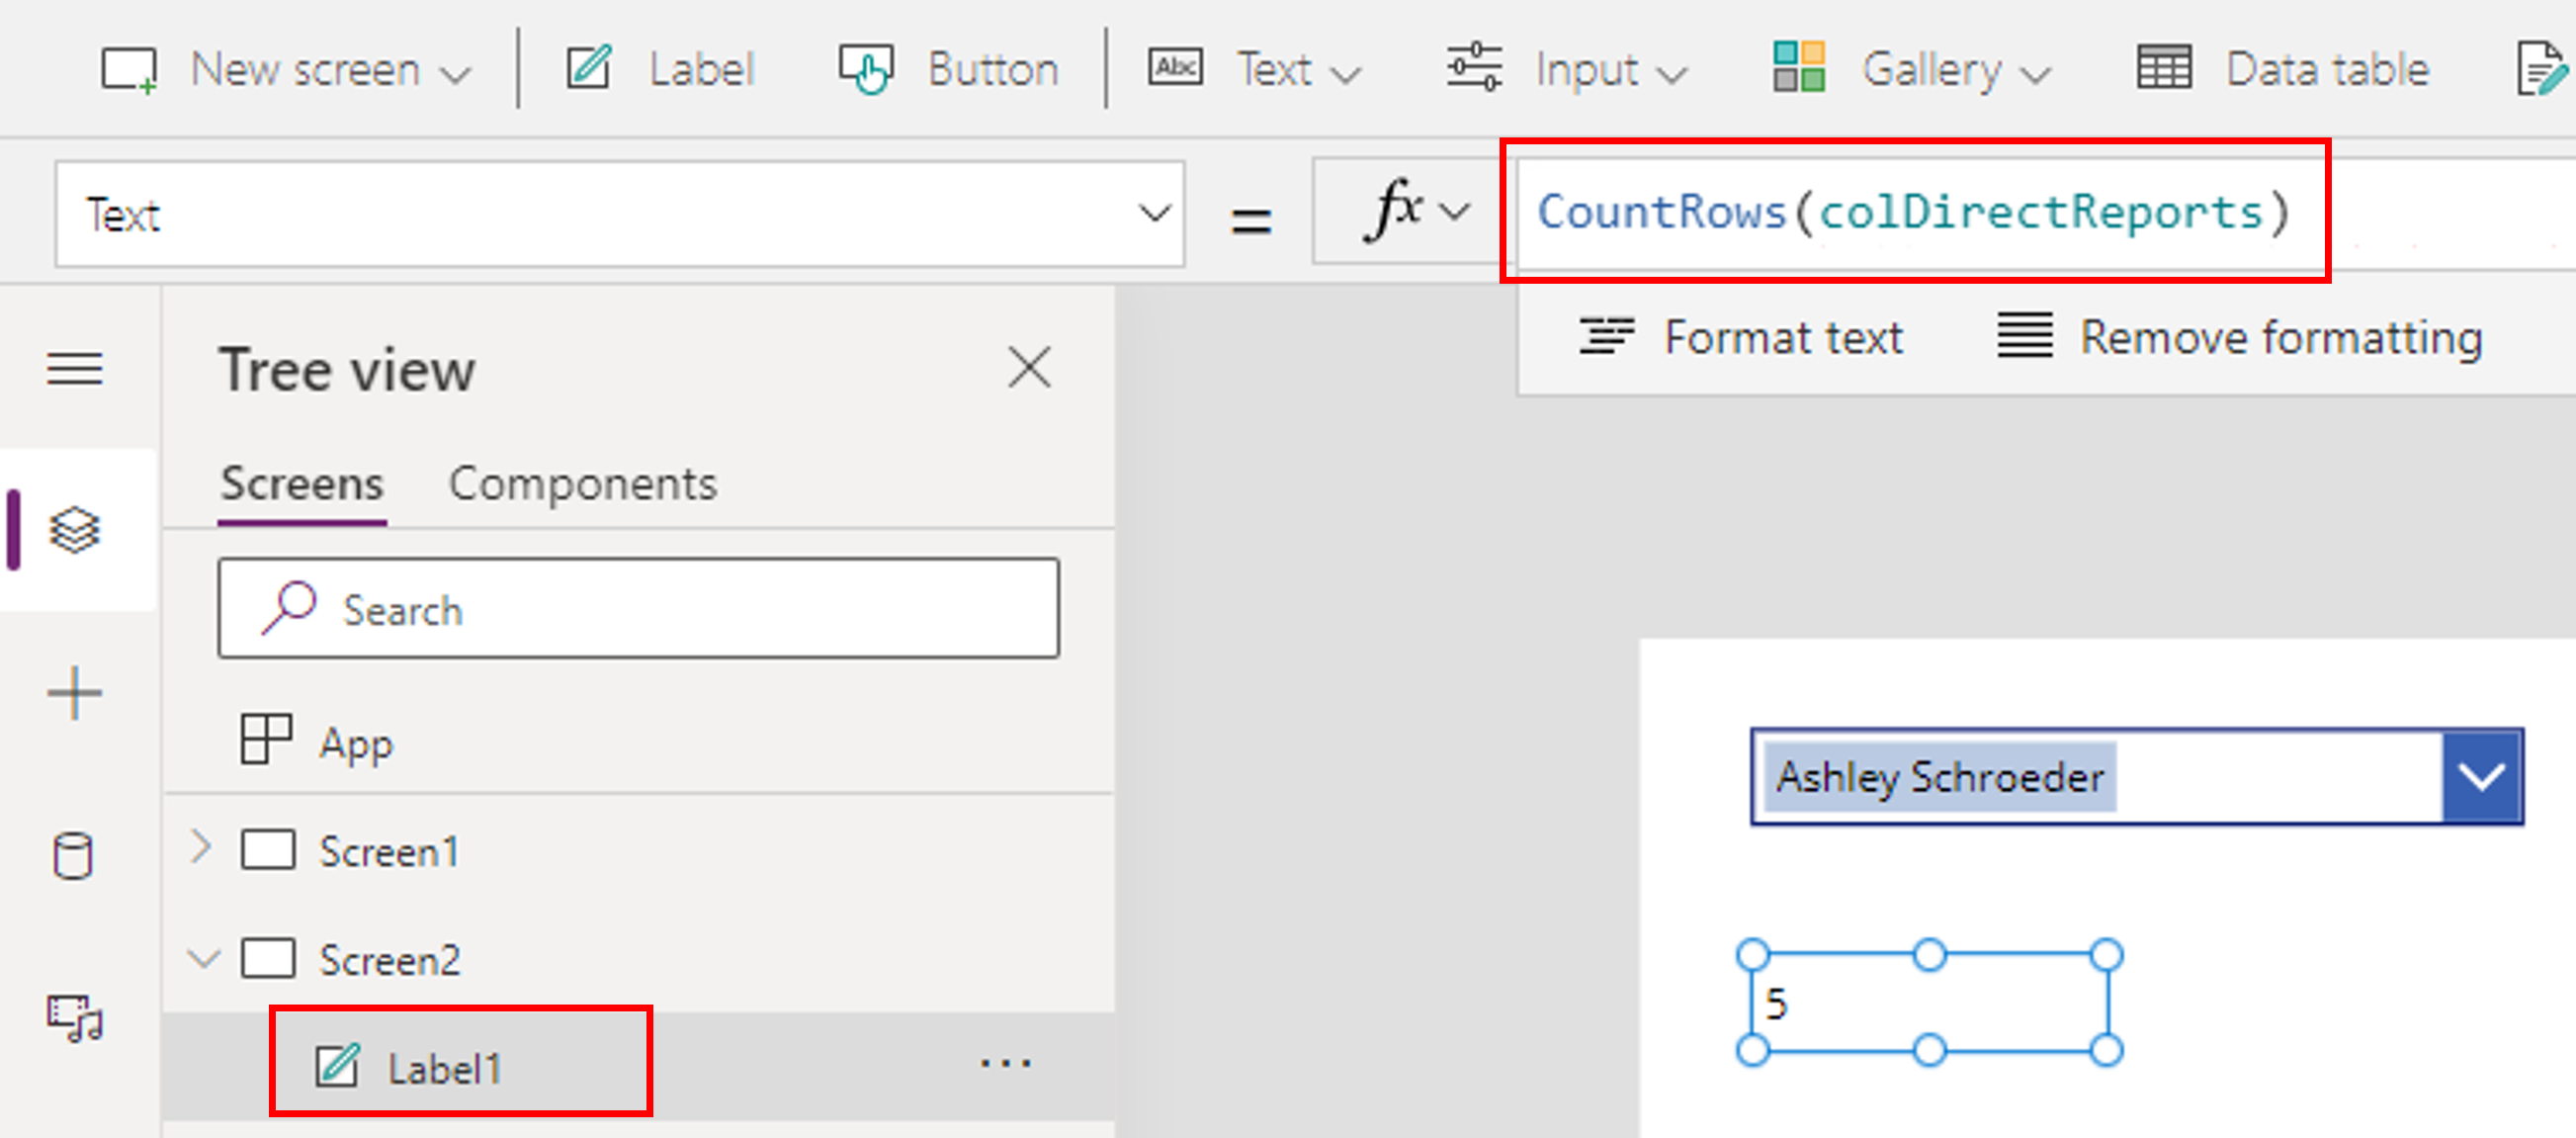 New screen Label Button Abc Text Input Gallery Data table
Text = fx CountRows(colDirectReports)
Format text Remove formatting
Tree view
Screens Components
Search
App
Screen1
Screen2
Label1 ...
Ashley Schroeder
5